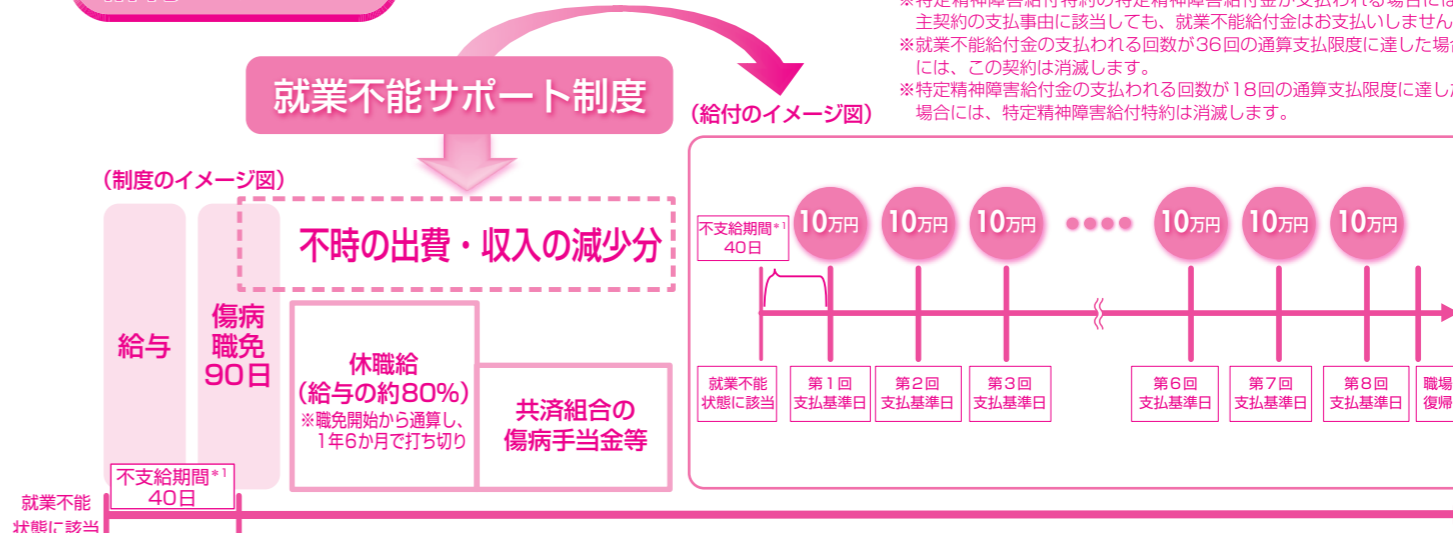 ※特定精神障害給付特約の特定精神障害給付金が支払われる場合には
主契約の支払事由に該当しても、就業不能給付金はお支払いしません
※就業不能給付金の支払われる回数が36回の通算支払限度に達した場合
には、この契約は消滅します。
※特定精神障害給付金の支払われる回数が18回の通算支払限度に達した
場合には、特定精神障害給付特約は消滅します。
就業不能サポート制度
（給付のイメージ図）
（制度のイメージ図）
不時の出費・収入の減少分
給与
傷病
職免
90日
休職給
（給与の約80％）
※職免開始から通算し、
1年6か月で打ち切り
共済組合の
傷病手当金等
不支給期間*1
40日
就業不能
状態に該当
不支給期間*1
40日
10万円
10万円
10万円
10万円
10万円
10万円
就業不能
状態に該当
第1回
支払基準日
第2回
支払基準日
第3回
支払基準日
第6回
支払基準日
第7回
支払基準日
第8回
支払基準日
職場
復帰